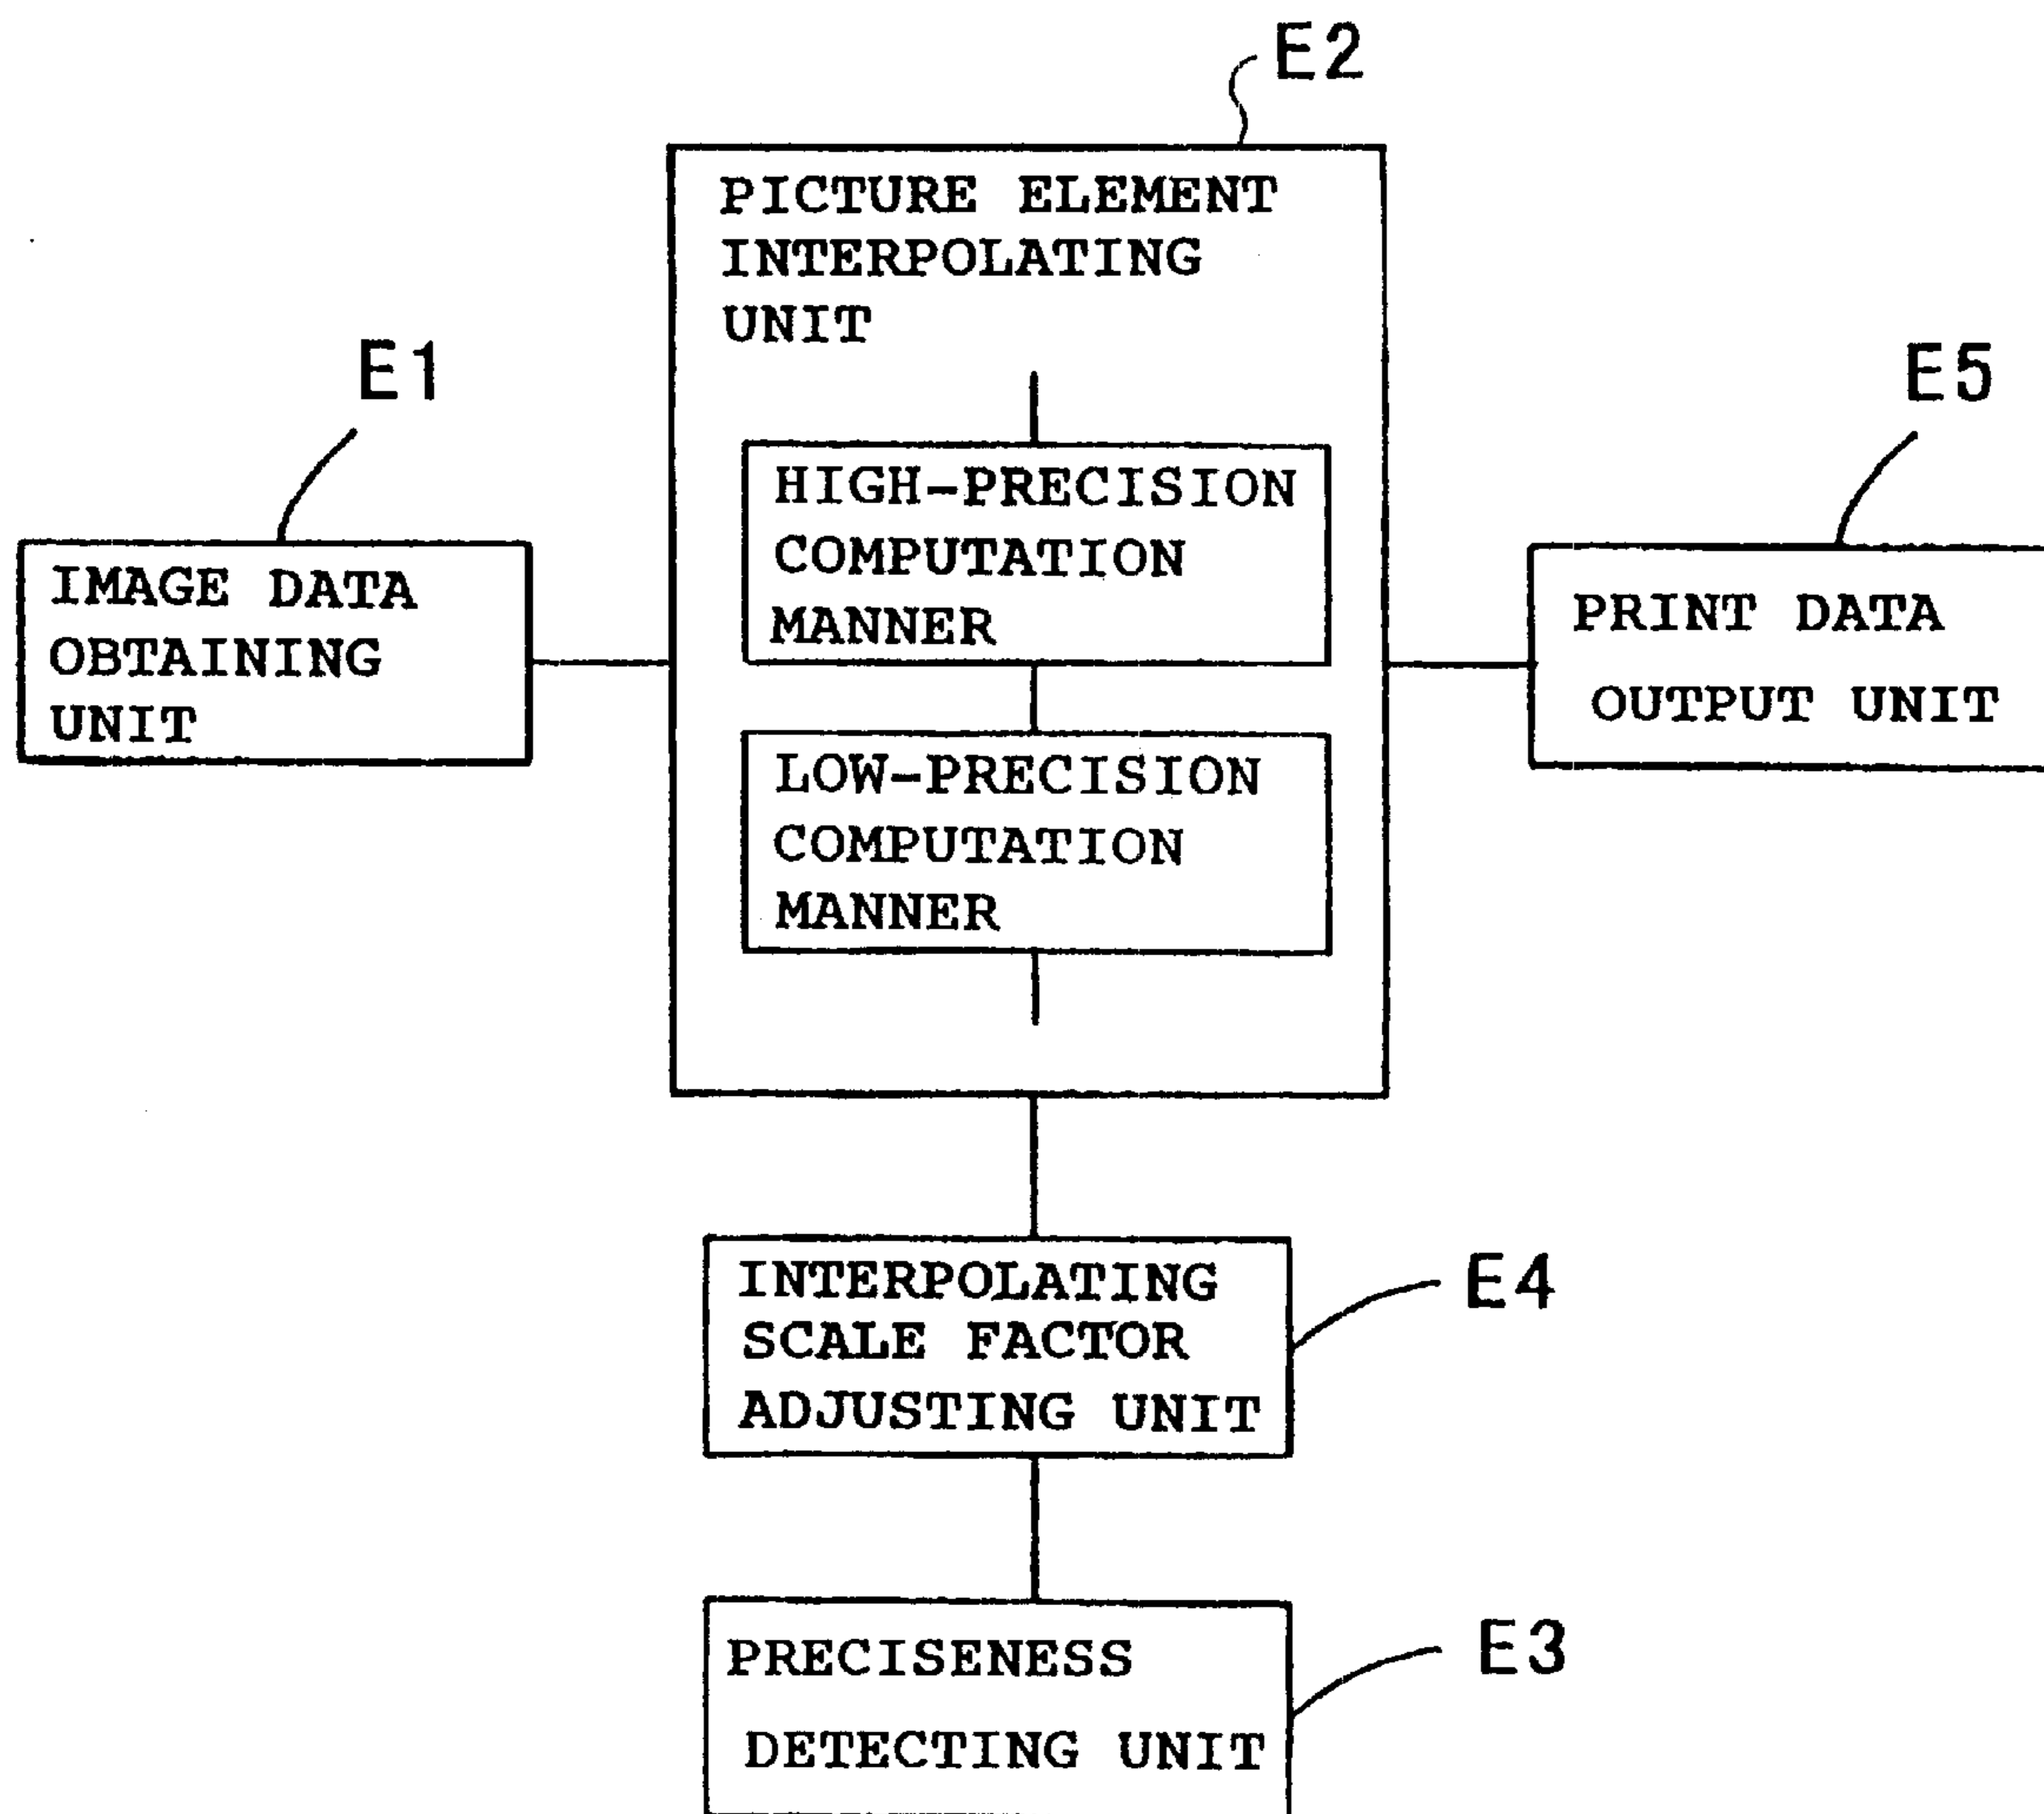 E2
PICTURE ELEMENT
INTERPOLATING
UNIT
E1
E5
HIGH-PRECISION
COMPUTATION
MANNER
IMAGE DATA
OBTAINING
UNIT
PRINT DATA
OUTPUT UNIT
LOW-PRECISION
COMPUTATION
MANNER
INTERPOLATING
SCALE FACTOR
ADJUSTING UNIT
E4
PRECISENESS
DETECTING UNIT
E3